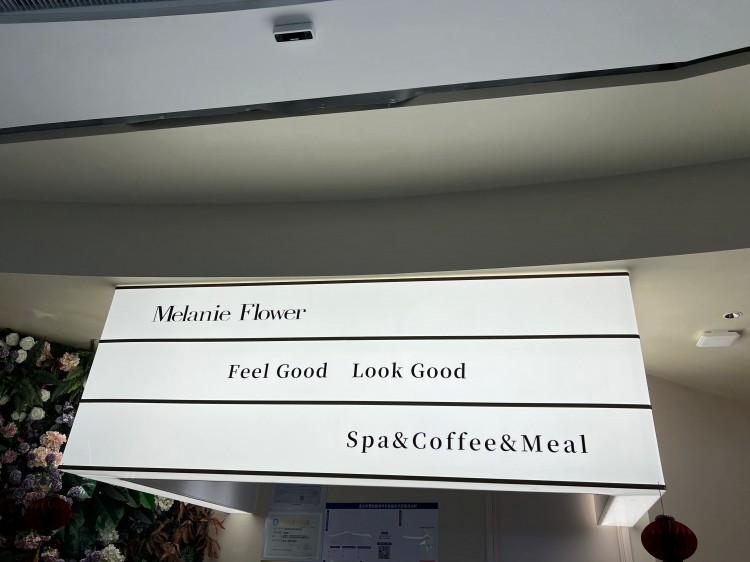 Melanie Flower
Feel Good Look Good
Spa&Coffee&Meal